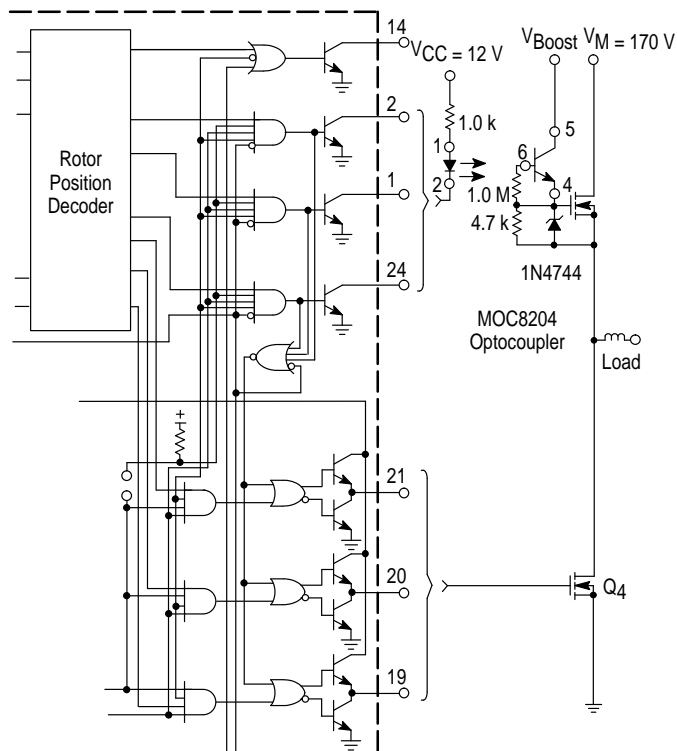 14
VCC = 12 V
VBoost
VM = 170 V
2
1.0 k
1
5
6
2
1
1.0 M
4
4.7 k
1N4744
24
MOC8204
Optocoupler
Load
Rotor
Position
Decoder
+
21
20
Q4
19